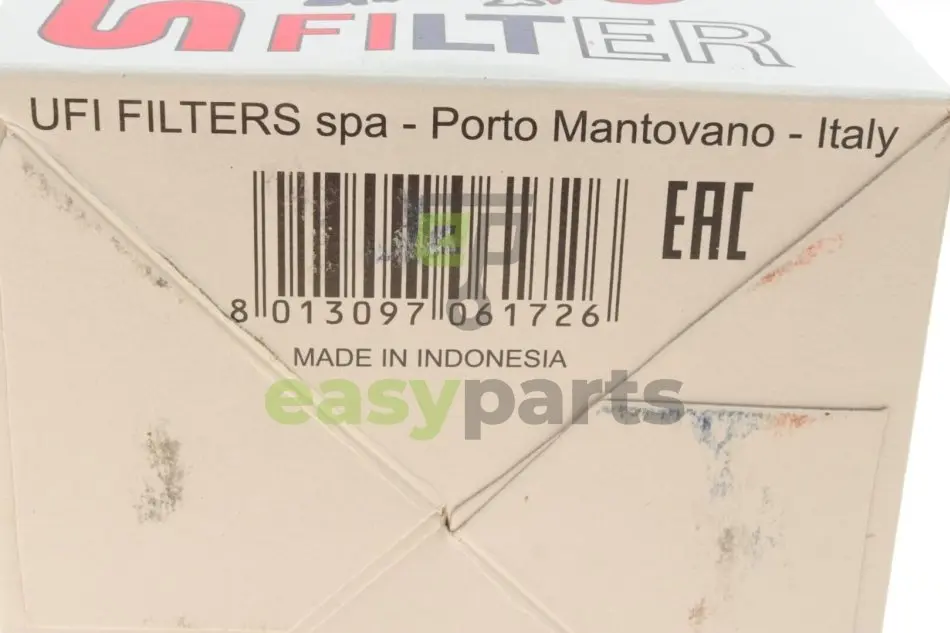 FILTER
UFI FILTERS spa - Porto Mantovano - Italy
EAC
8 013097 061726
MADE IN INDONESIA
easyparts